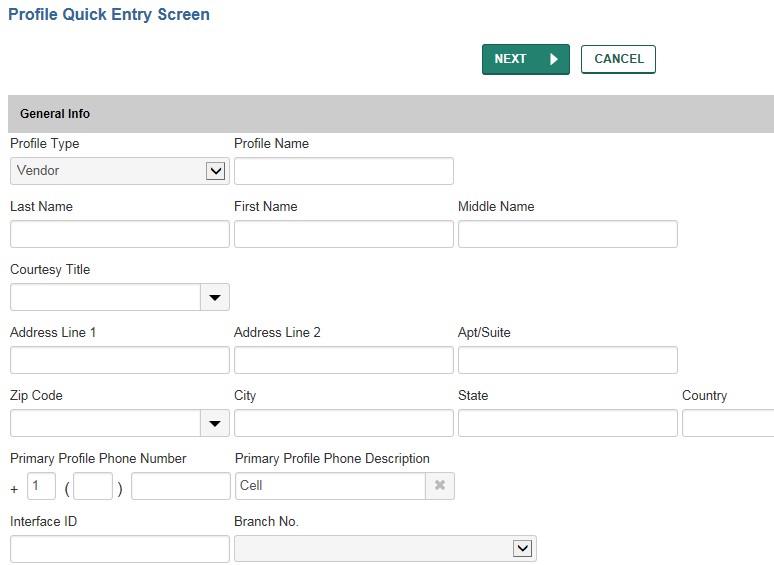 Profile Quick Entry Screen
NEXT CANCEL
General Info
Profile Type Profile Name
Vendor
Last Name First Name Middle Name
Courtesy Title
Address Line 1 Address Line 2 Apt/Suite
Zip Code City State Country
Primary Profile Phone Number Primary Profile Phone Description
+ 1 ( ) Cell
Interface ID Branch No.